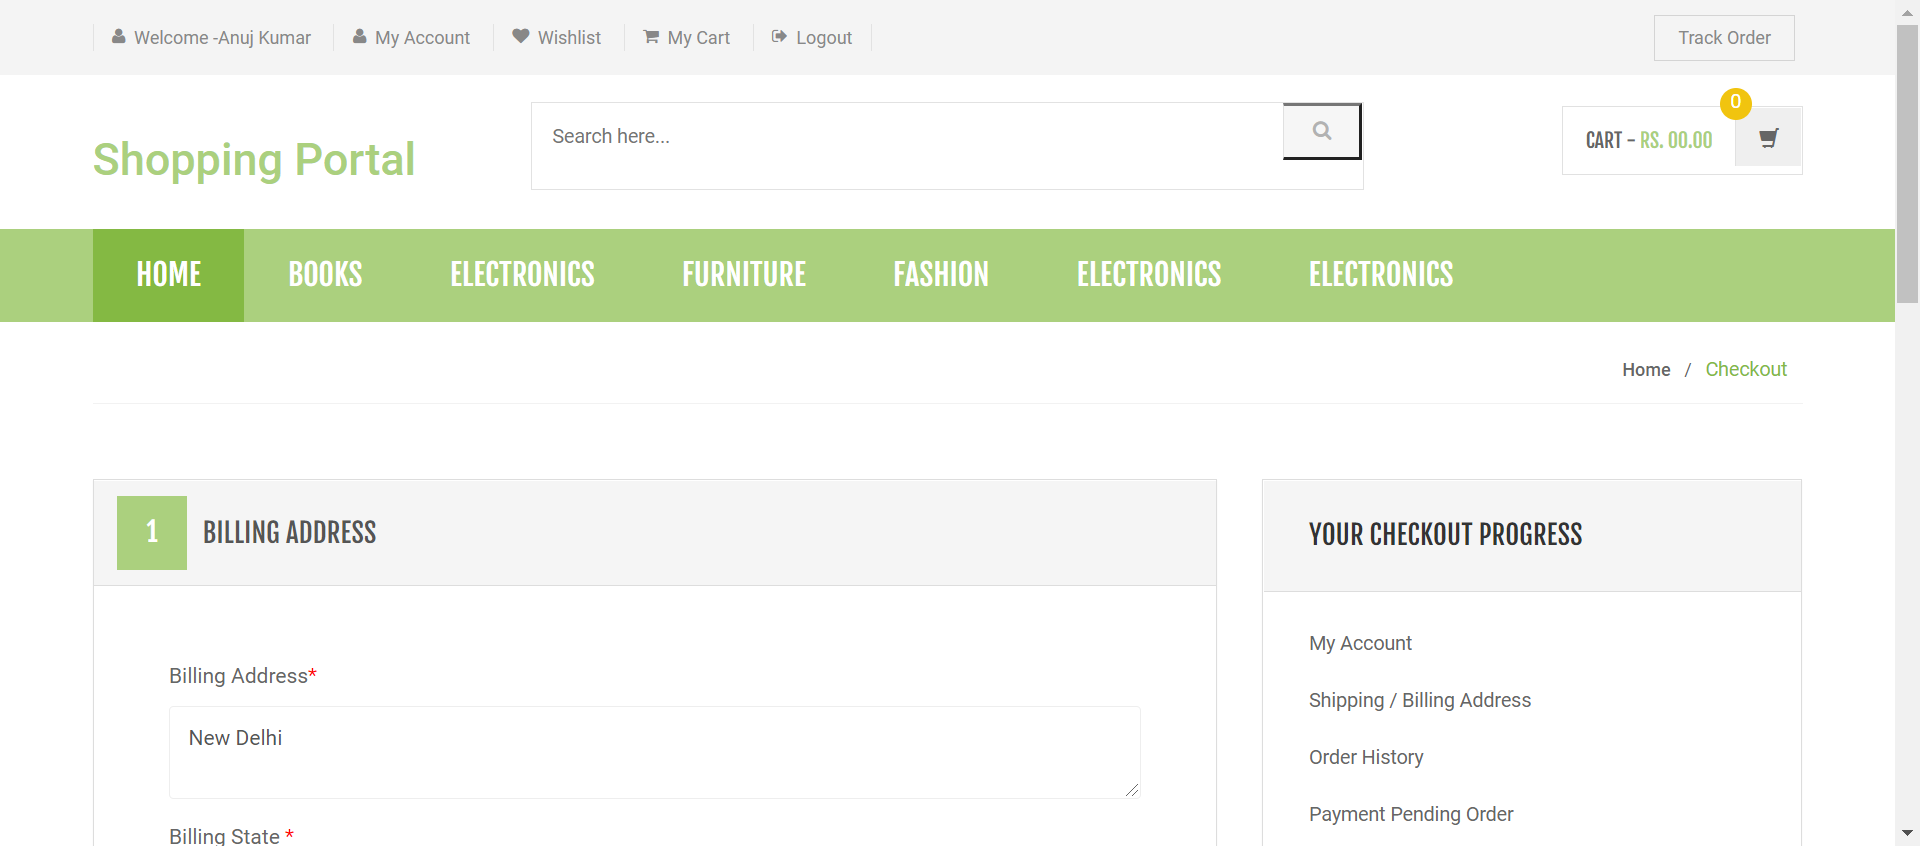 Welcome -Anuj Kumar
My Account
Wishlist
My Cart
Logout
Track Order
Shopping Portal
Search here...
0
CART - RS. 00.00
HOME
BOOKS
ELECTRONICS
FURNITURE
FASHION
ELECTRONICS
ELECTRONICS
Home / Checkout
1 BILLING ADDRESS
Billing Address*
New Delhi
Billing State *
YOUR CHECKOUT PROGRESS
My Account
Shipping / Billing Address
Order History
Payment Pending Order